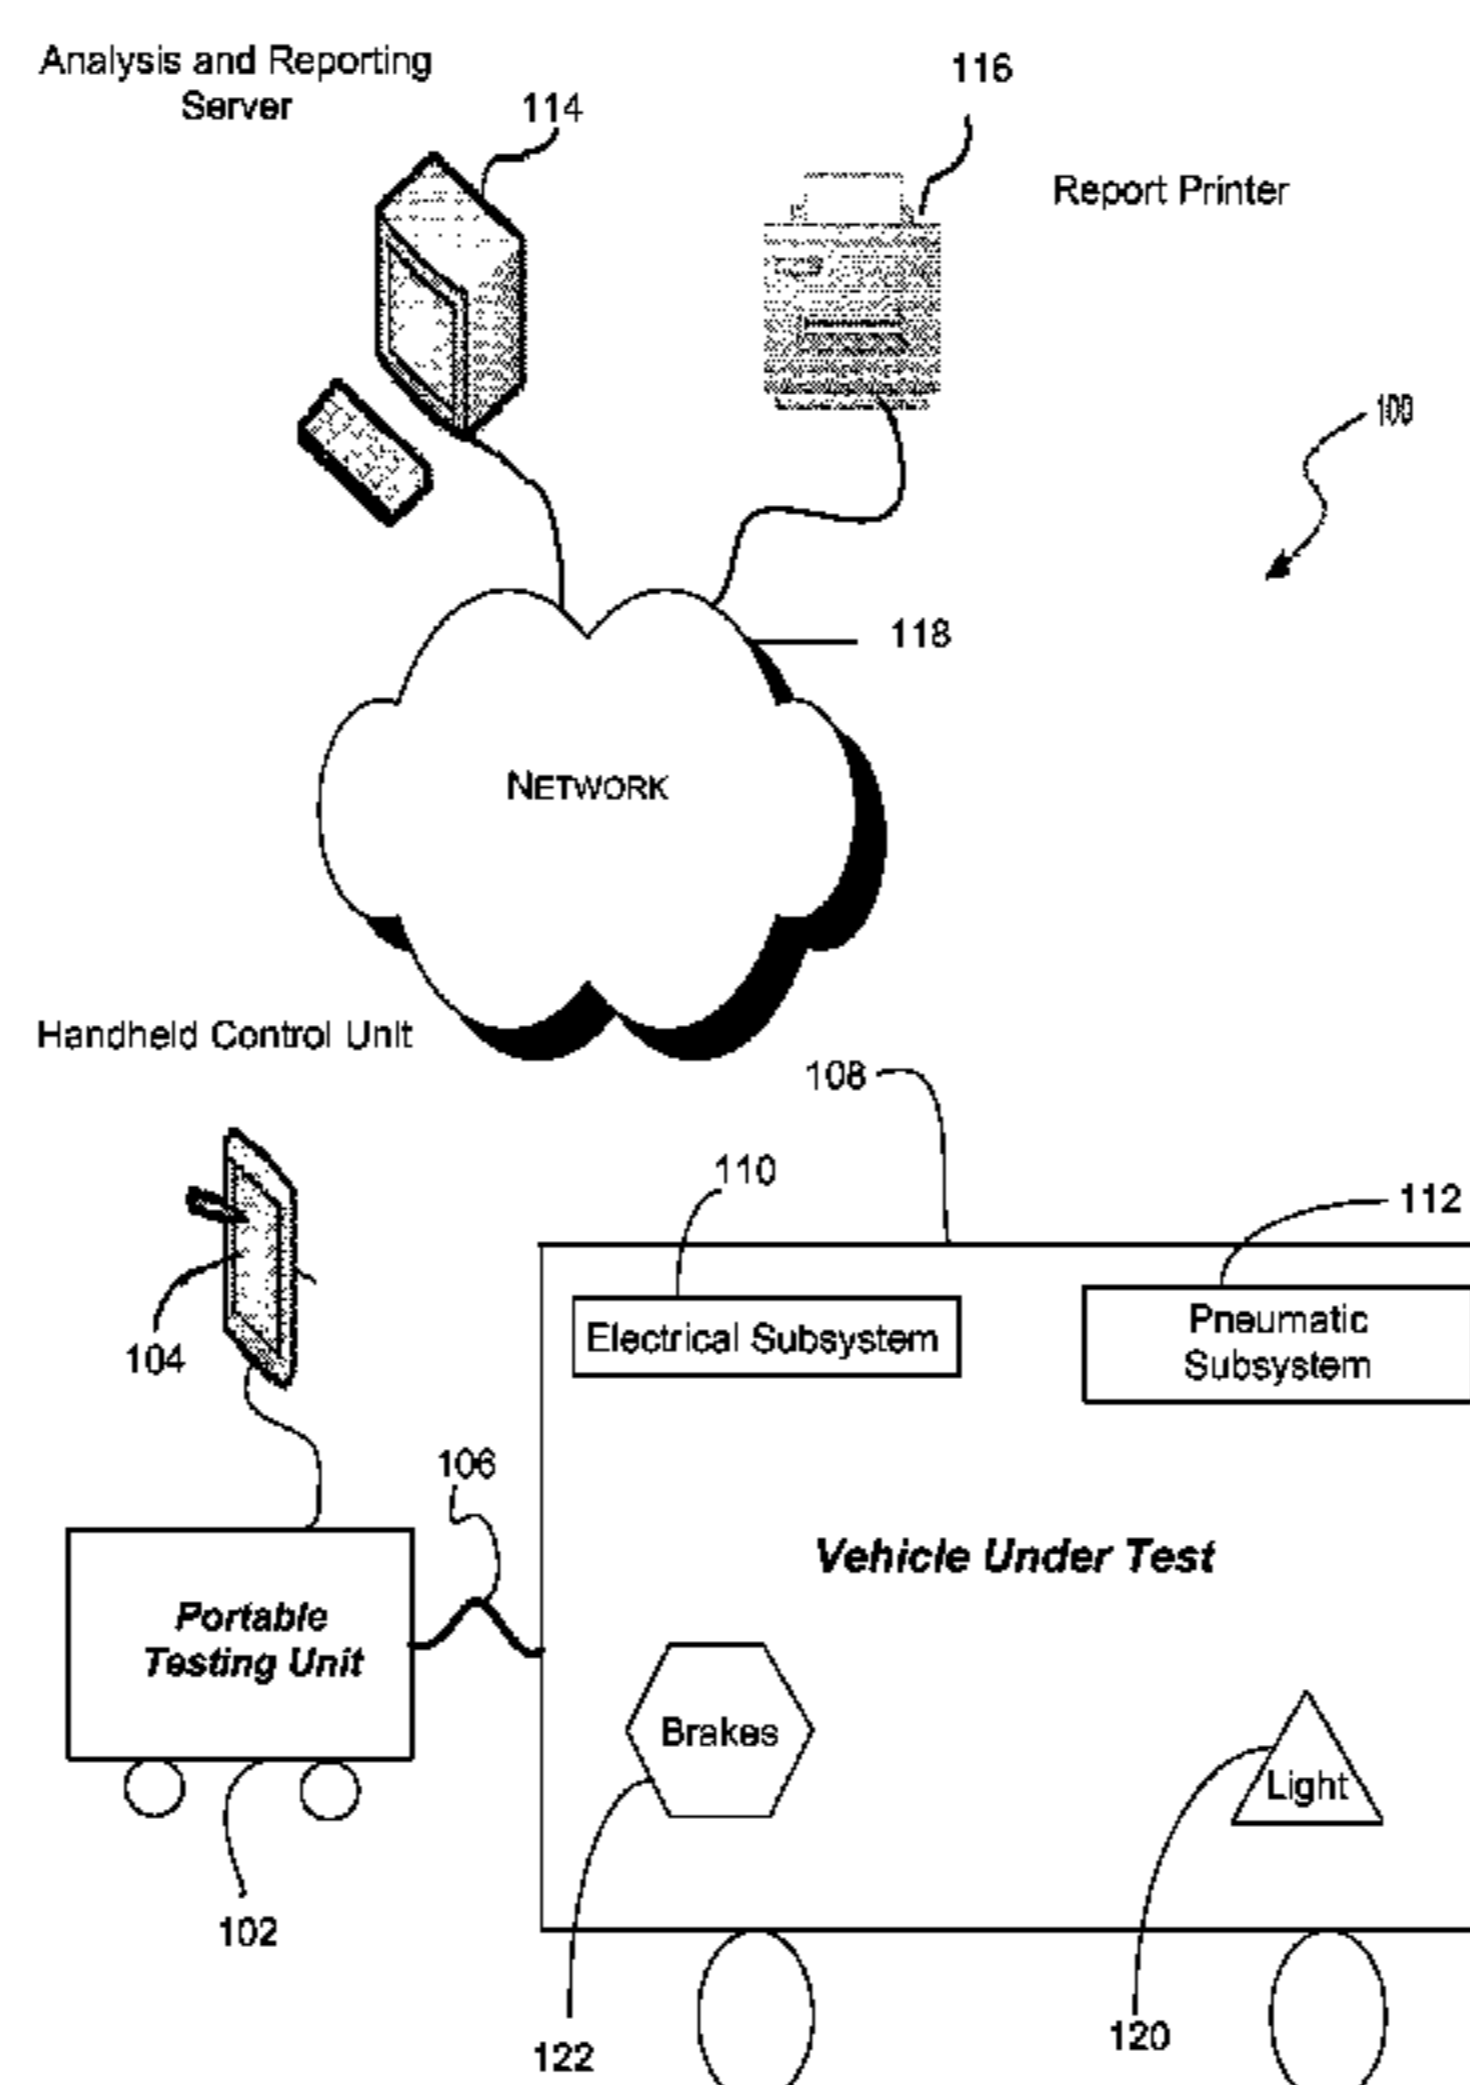 Analysis and Reporting
Server
114
116
Report Printer
100
118
NETWORK
Handheld Control Unit
108
110
112
Electrical Subsystem
Pneumatic
Subsystem
104
106
Vehicle Under Test
Portable
Testing Unit
Brakes
Light
102
122
120